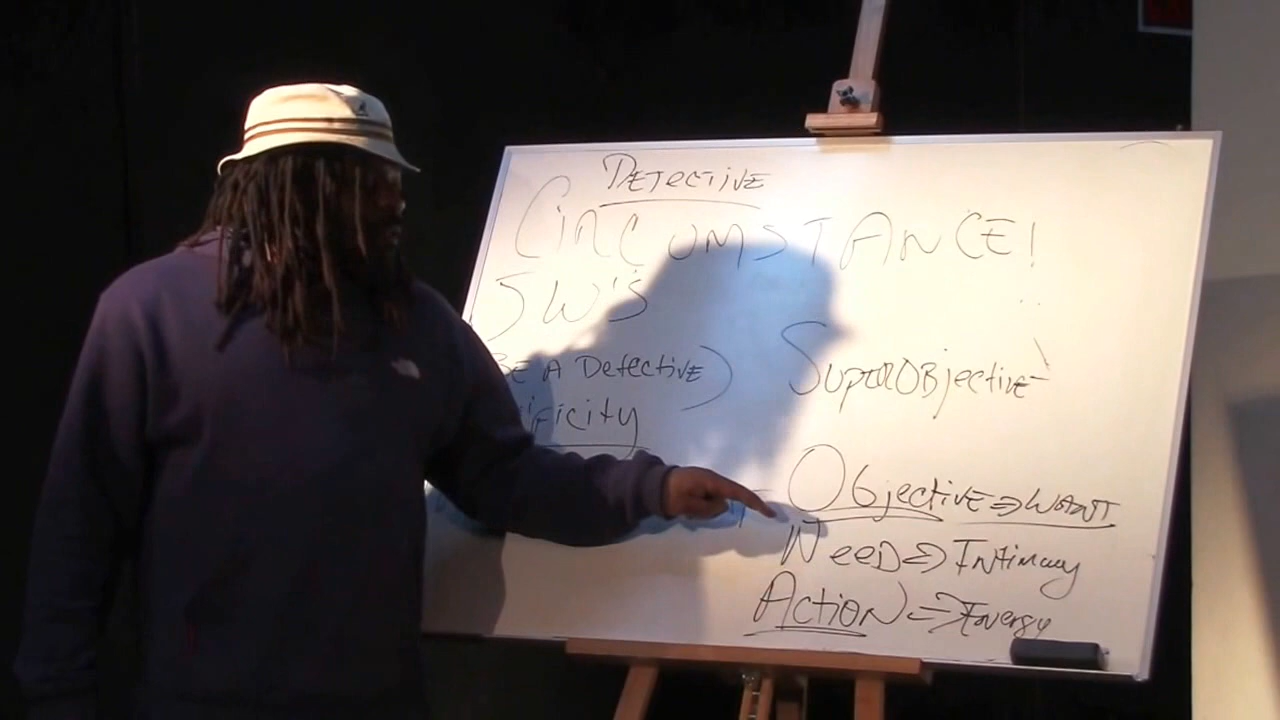 Detective
CIRCUMSTANCE!
5 W'S
BE A Detective)
ificity
SuperObjective
Objective => WANT
NeeD => Intimacy
Action => Energy